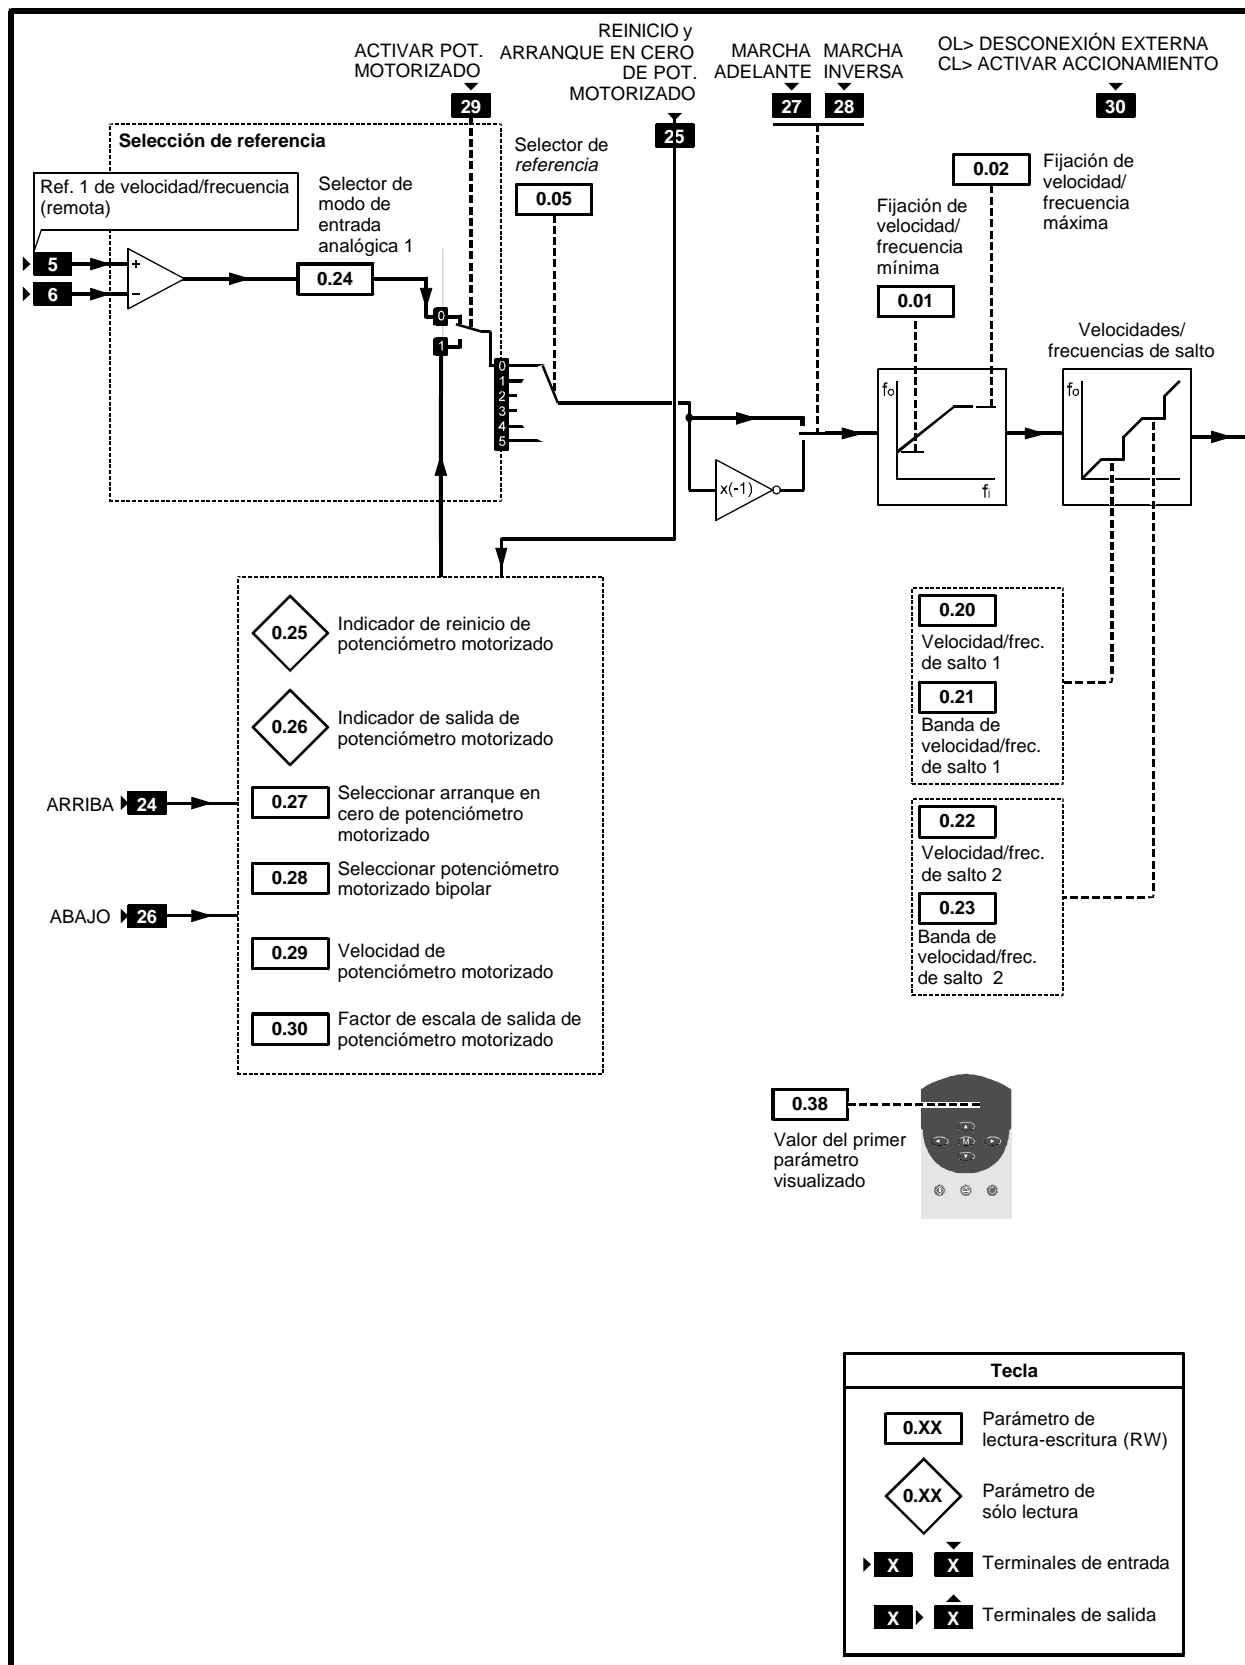 REINICIO y
ARRANQUE EN CERO
DE POT.
MOTORIZADO
ACTIVAR POT.
MOTORIZADO
MARCHA
ADELANTE
MARCHA
INVERSA
OL> DESCONEXIÓN EXTERNA
CL> ACTIVAR ACCIONAMIENTO
29
25
27
28
30
Selección de referencia
Ref. 1 de velocidad/frecuencia
(remota)
Selector de
modo de
entrada
analógica 1
Selector de
referencia
0.05
0.02
Fijación de
velocidad/
frecuencia
máxima
Fijación de
velocidad/
frecuencia
mínima
0.01
5
6
+
−
0.24
0
1
0
1
2
3
4
5
x(-1)
fo
fi
Velocidades/
frecuencias de salto
fo
0.25
Indicador de reinicio de
potenciómetro motorizado
0.26
Indicador de salida de
potenciómetro motorizado
ARRIBA
24
0.27
Seleccionar arranque en
cero de potenciómetro
motorizado
0.28
Seleccionar potenciómetro
motorizado bipolar
ABAJO
26
0.29
Velocidad de
potenciómetro motorizado
0.30
Factor de escala de salida de
potenciómetro motorizado
0.20
Velocidad/frec.
de salto 1
0.21
Banda de
velocidad/frec.
de salto 1
0.22
Velocidad/frec.
de salto 2
0.23
Banda de
velocidad/frec.
de salto 2
0.38
Valor del primer
parámetro
visualizado
M
Tecla
0.XX
Parámetro de
lectura-escritura (RW)
0.XX
Parámetro de
sólo lectura
X
X
Terminales de entrada
X
X
Terminales de salida